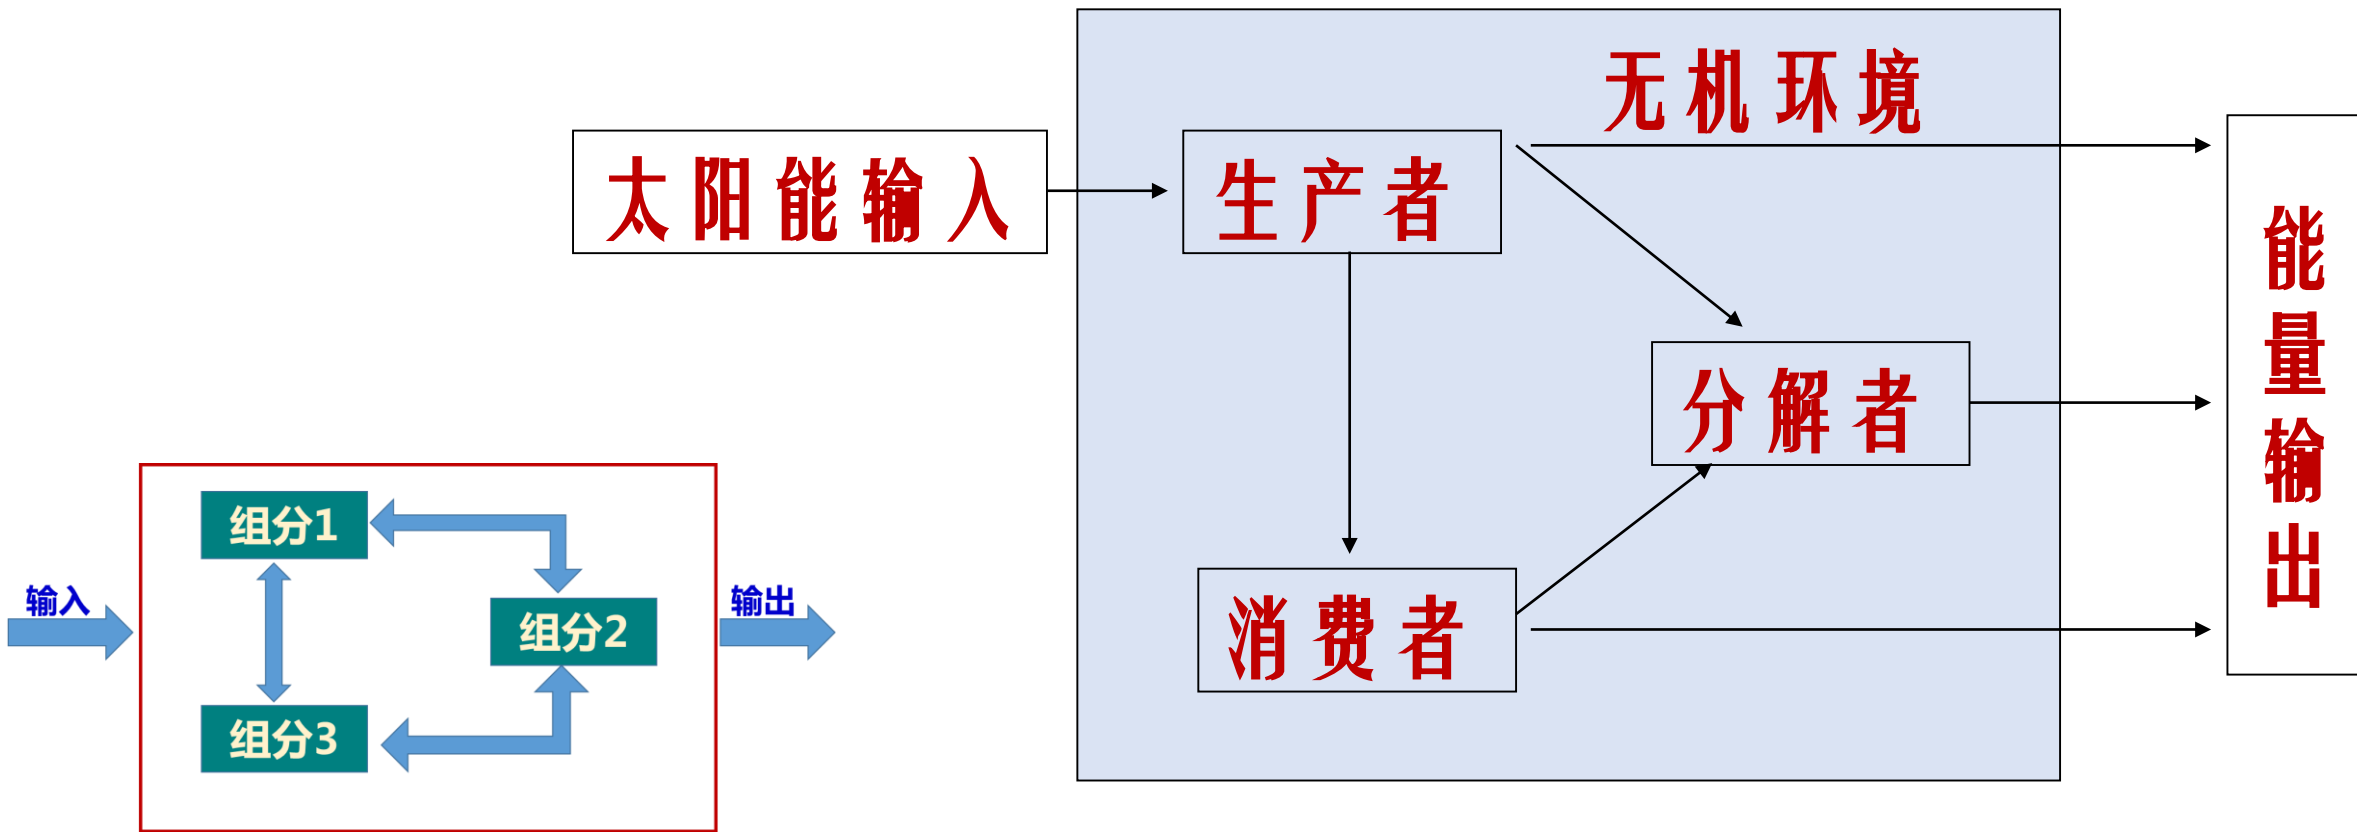 无机环境
太阳能输入
生产者
分解者
消费者
能量输出
输入
组分1
组分2
组分3
输出